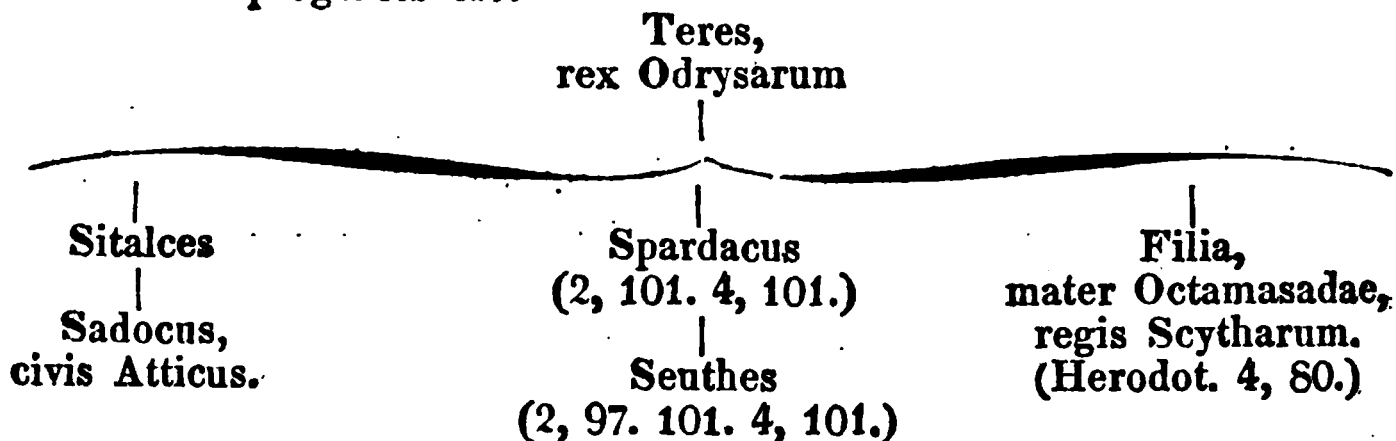 Teres,
rex Odrysarum
Sitalces
Sadocus,
civis Atticus.
Spardacus
(2, 101. 4, 101.)
Seuthes
(2, 97. 101. 4, 101.)
Filia,
mater Octamasadae,
regis Scytharum.
(Herodot. 4, 80.)